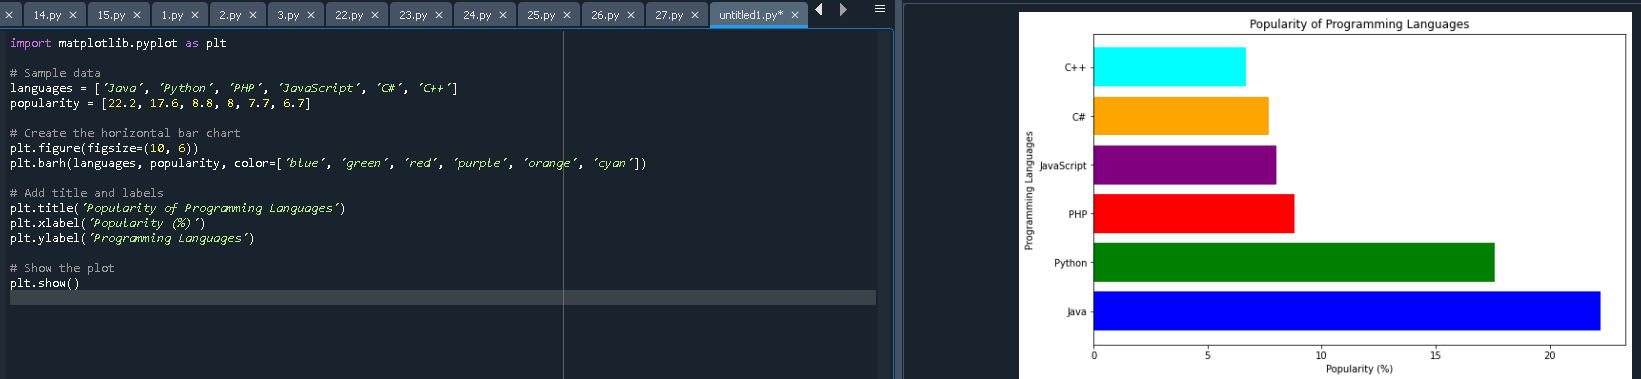 14.py 15.py 1.py 2.py 3.py 22.py 23.py 24.py 25.py 26.py 27.py untitled1.py*
import matplotlib.pyplot as plt
# Sample data
languages = ['Java', 'Python', 'PHP', 'JavaScript', 'C#', 'C++']
popularity = [22.2, 17.6, 8.8, 8, 7.7, 6.7]
# Create the horizontal bar chart
plt.figure(figsize=(10, 6))
plt.barh(languages, popularity, color=['blue', 'green', 'red', 'purple', 'orange', 'cyan'])
# Add title and labels
plt.title('Popularity of Programming Languages')
plt.xlabel('Popularity (%)')
plt.ylabel('Programming Languages')
# Show the plot
plt.show()
Popularity of Programming Languages
Programming Languages
C++
C#
JavaScript
PHP
Python
Java
0 5 10 15 20
Popularity (%)